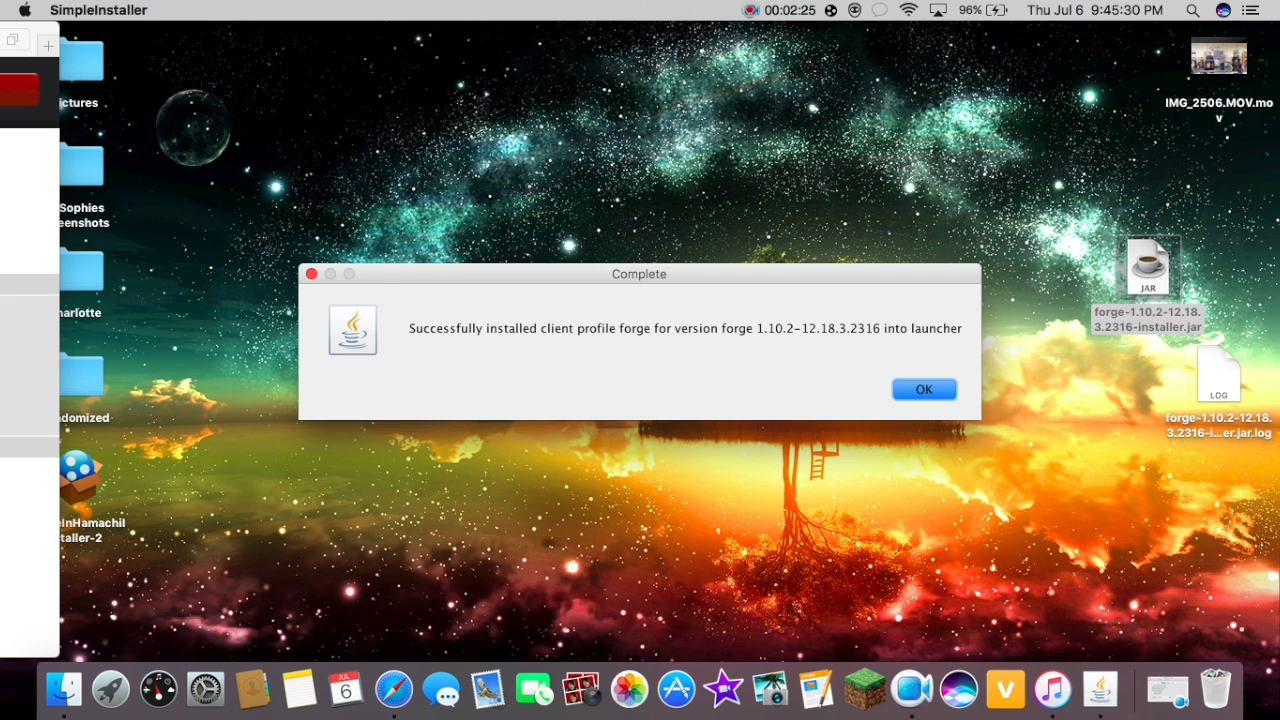 SimpleInstaller
00:02:25
96%
Thu Jul 6 9:45:30 PM
ictures
Sophies
eenshots
harlotte
domized
eInHamachiI
taller-2
IMG_2506.MOV.mo
v
JAR
forge-1.10.2-12.18.
3.2316-installer.jar
LOG
forge-1.10.2-12.18.
3.2316-i...er.jar.log
Complete
Successfully installed client profile forge for version forge 1.10.2-12.18.3.2316 into launcher
OK
JUL
6
V